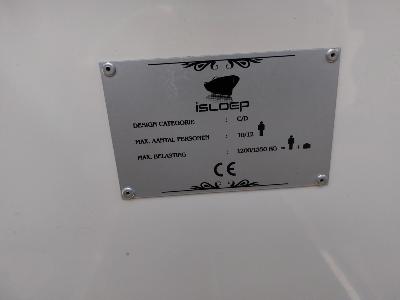 isLOEP
DESIGN CATEGORIE : C/D
MAX. AANTAL PERSONEN : 10/12
MAX. BELASTING : 1200/1350 KG = +
CE